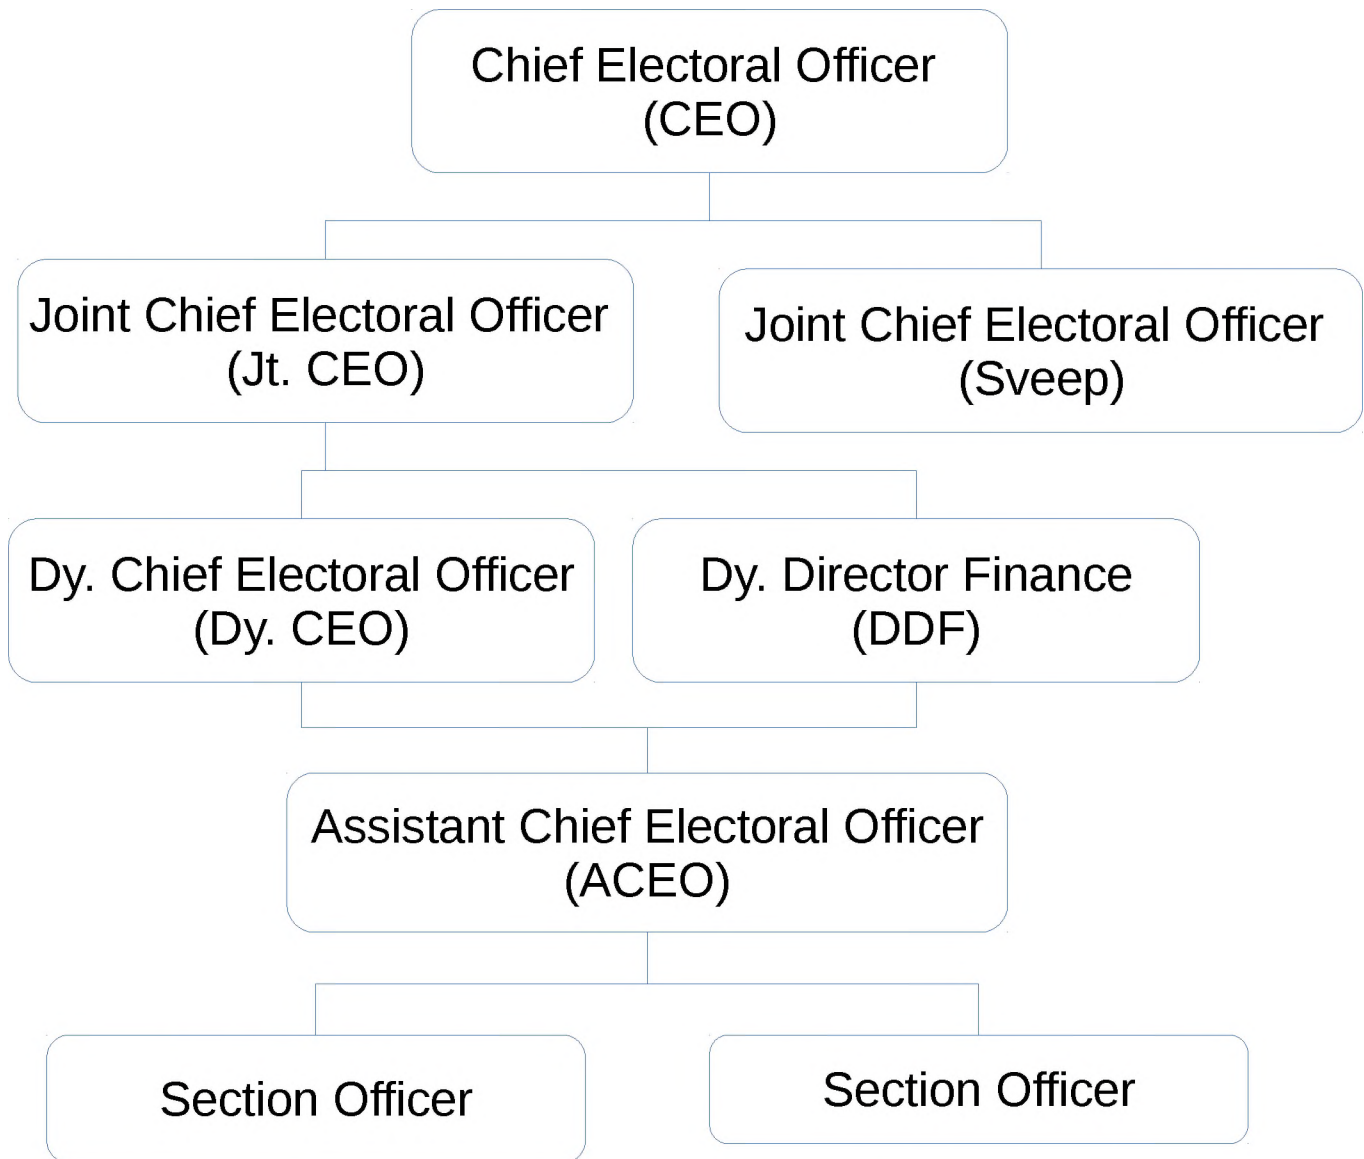 Chief Electoral Officer
(CEO)
Joint Chief Electoral Officer
(Jt. CEO)
Joint Chief Electoral Officer
(Sveep)
Dy. Chief Electoral Officer
(Dy. CEO)
Dy. Director Finance
(DDF)
Assistant Chief Electoral Officer
(ACEO)
Section Officer
Section Officer